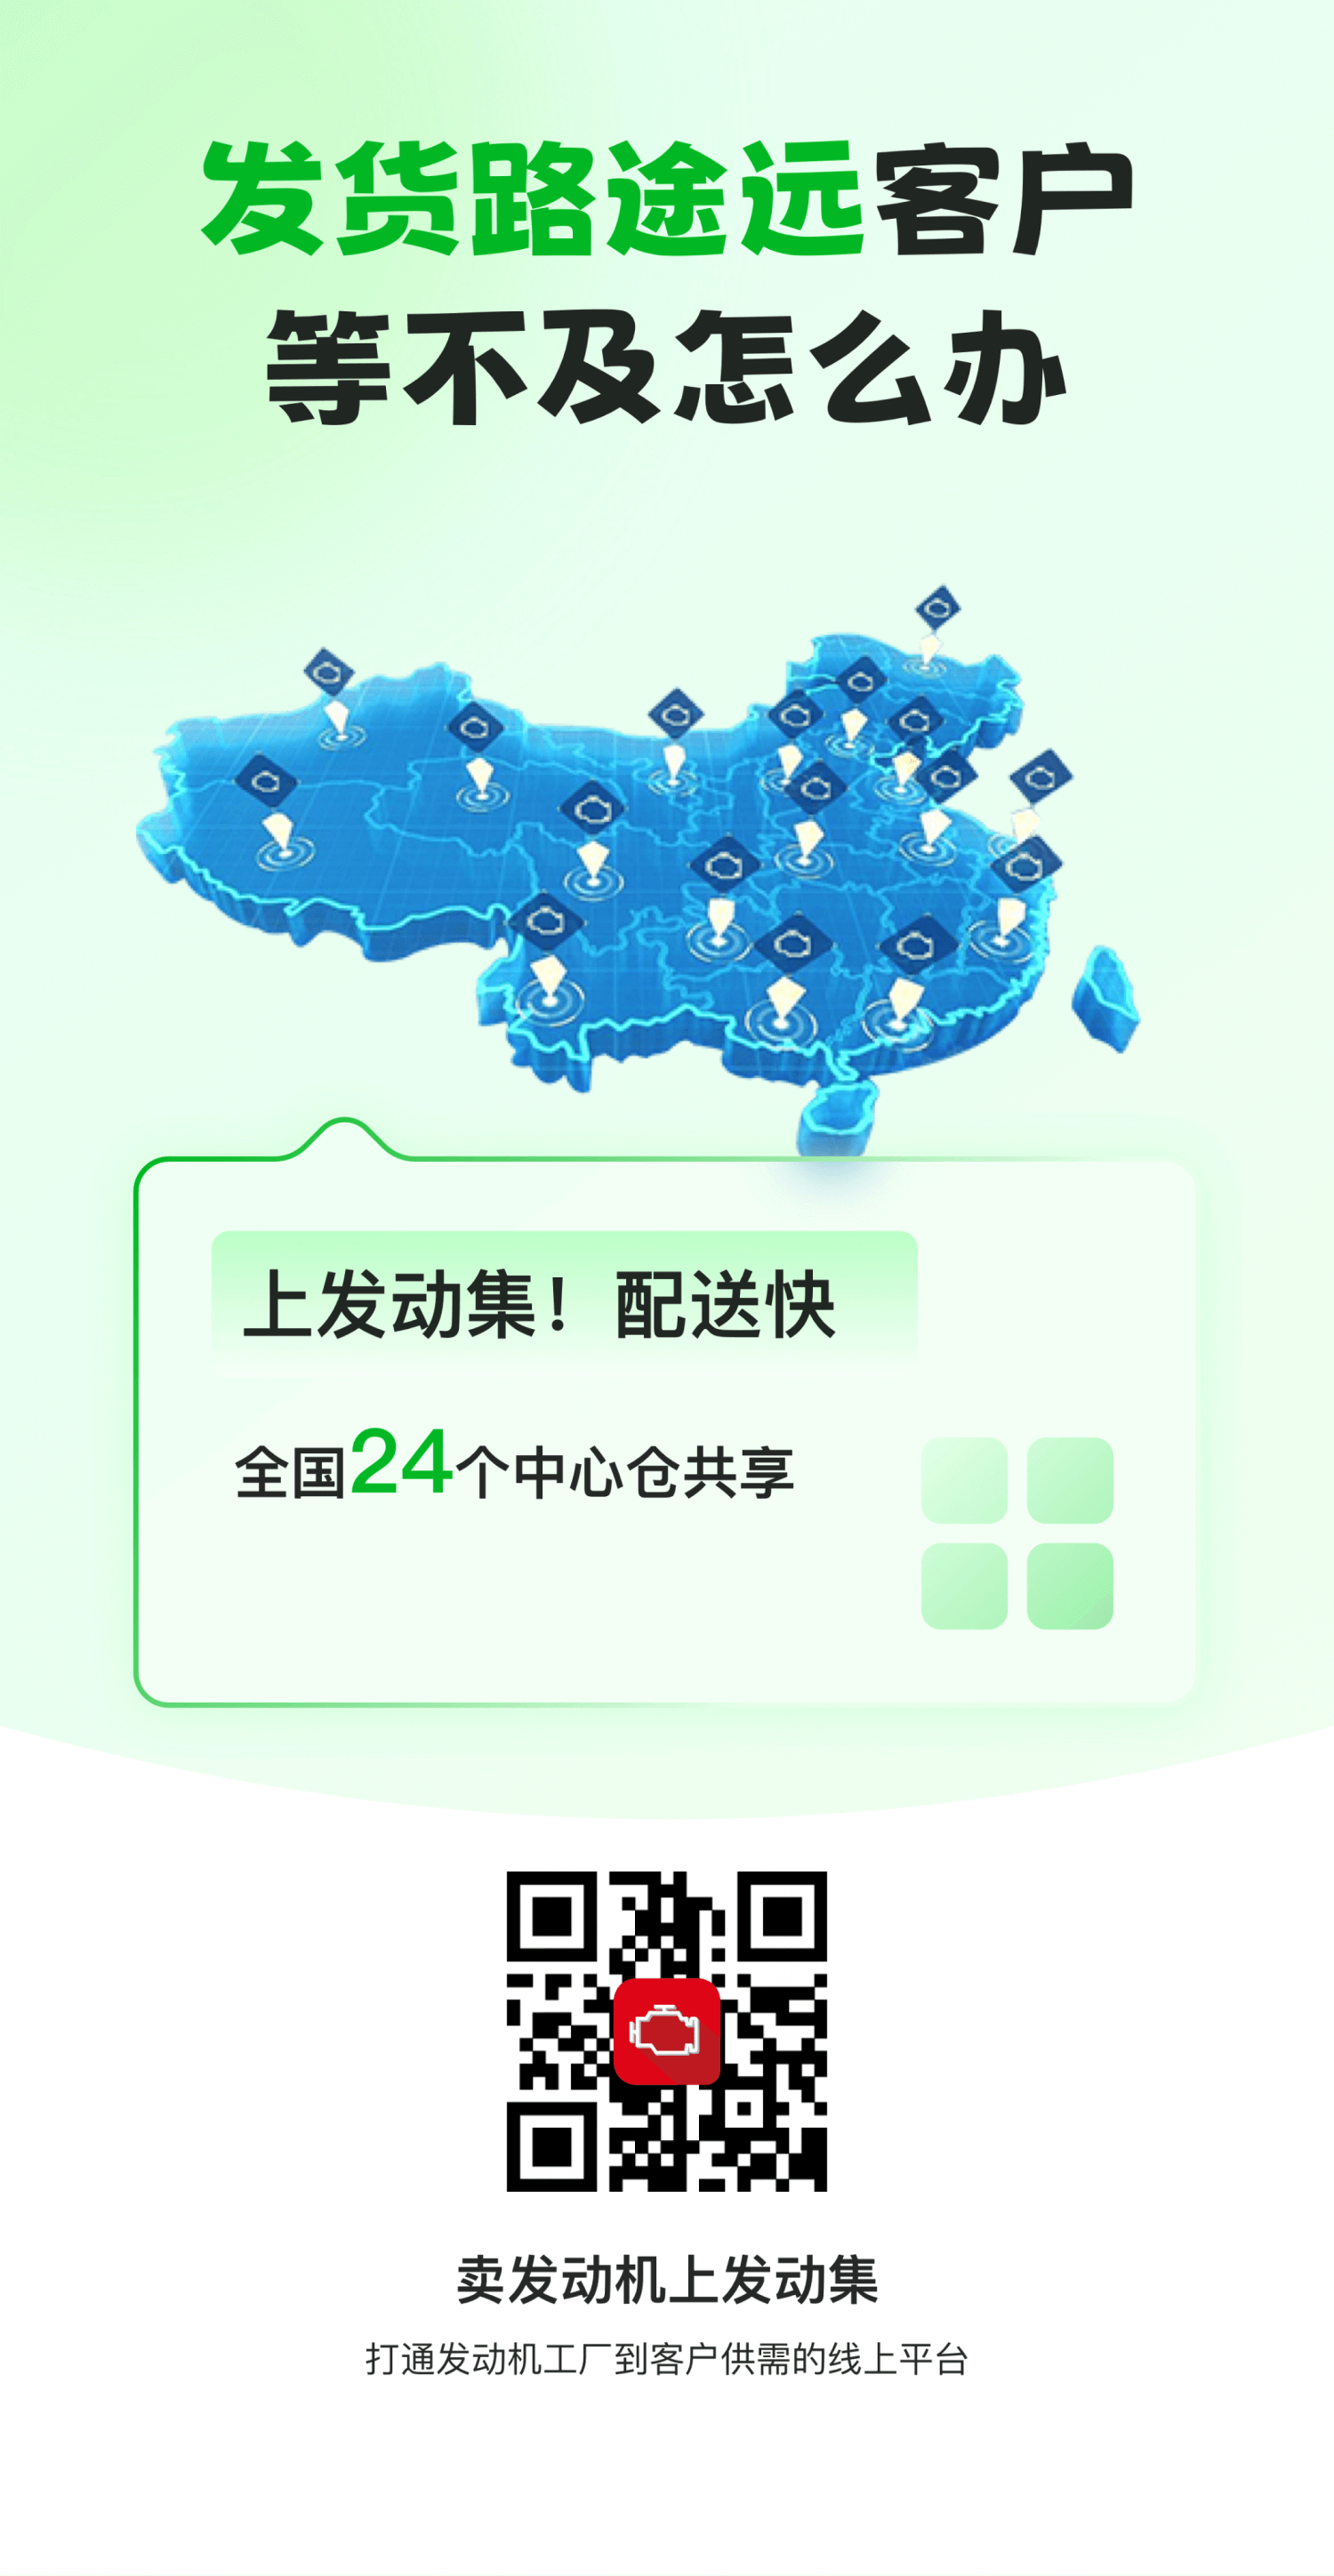 发货路途远客户
等不及怎么办
上发动集！配送快
全国24个中心仓共享
卖发动机上发动集
打通发动机工厂到客户供需的线上平台